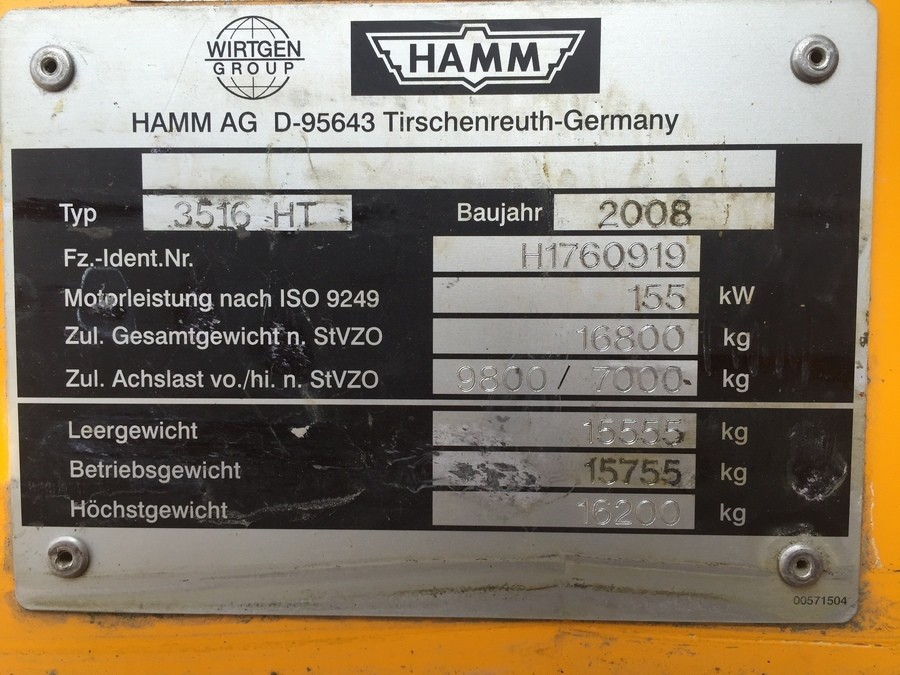 WIRTGEN
GROUP
HAMM
HAMM AG D-95643 Tirschenreuth-Germany
Typ 3516 HT Baujahr 2008
Fz.-Ident.Nr. H1760919
Motorleistung nach ISO 9249 155 kW
Zul. Gesamtgewicht n. StVZO 16800 kg
Zul. Achslast vo./hi. n. StVZO 9800 / 7000 kg
Leergewicht 15555 kg
Betriebsgewicht 15755 kg
Höchstgewicht 16200 kg
00571504